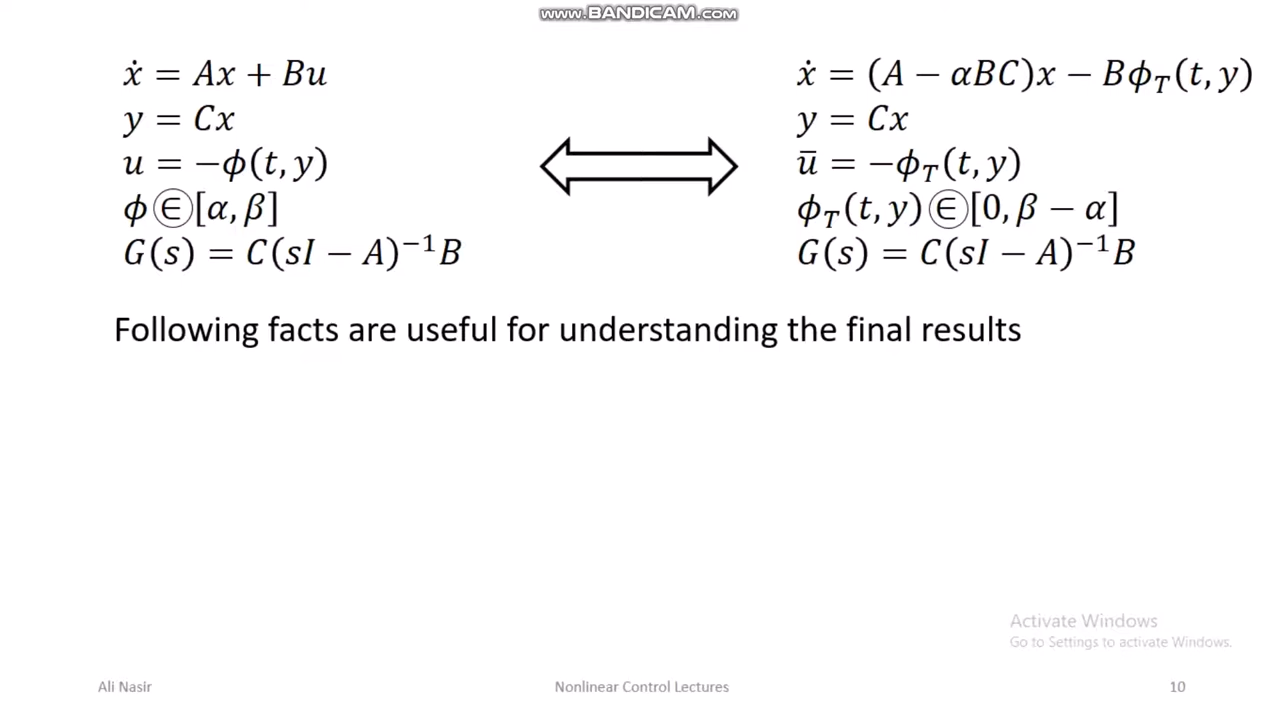 www.BANDICAM.com
ẋ = Ax + Bu
y = Cx
u = −ϕ(t, y)
ϕ ∈ [α, β]
G(s) = C(sI − A)⁻¹B
ẋ = (A − αBC)x − Bϕ_T(t, y)
y = Cx
ū = −ϕ_T(t, y)
ϕ_T(t, y) ∈ [0, β − α]
G(s) = C(sI − A)⁻¹B
Following facts are useful for understanding the final results
Activate Windows
Go to Settings to activate Windows.
Ali Nasir
Nonlinear Control Lectures
10